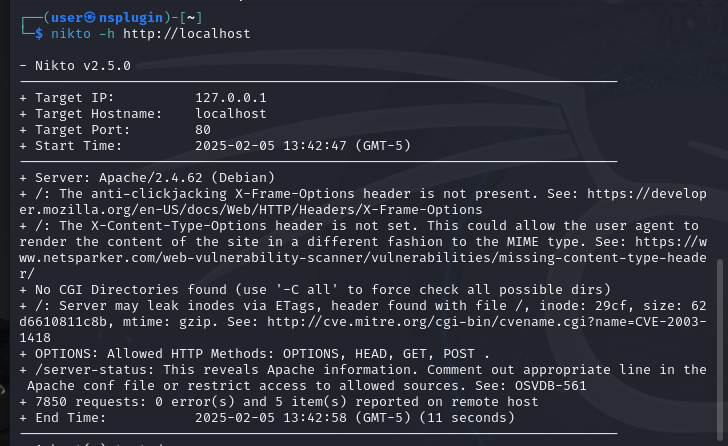 ┌──(user㉿nsplugin)-[~]
└─$ nikto -h http://localhost
- Nikto v2.5.0
+ Target IP:          127.0.0.1
+ Target Hostname:    localhost
+ Target Port:        80
+ Start Time:         2025-02-05 13:42:47 (GMT-5)
+ Server: Apache/2.4.62 (Debian)
+ /: The anti-clickjacking X-Frame-Options header is not present. See: https://develop
er.mozilla.org/en-US/docs/Web/HTTP/Headers/X-Frame-Options
+ /: The X-Content-Type-Options header is not set. This could allow the user agent to
render the content of the site in a different fashion to the MIME type. See: https://w
ww.netsparker.com/web-vulnerability-scanner/vulnerabilities/missing-content-type-heade
r/
+ No CGI Directories found (use '-C all' to force check all possible dirs)
+ /: Server may leak inodes via ETags, header found with file /, inode: 29cf, size: 62
d6610811c8b, mtime: gzip. See: http://cve.mitre.org/cgi-bin/cvename.cgi?name=CVE-2003-
1418
+ OPTIONS: Allowed HTTP Methods: OPTIONS, HEAD, GET, POST .
+ /server-status: This reveals Apache information. Comment out appropriate line in the
 Apache conf file or restrict access to allowed sources. See: OSVDB-561
+ 7850 requests: 0 error(s) and 5 item(s) reported on remote host
+ End Time:           2025-02-05 13:42:58 (GMT-5) (11 seconds)